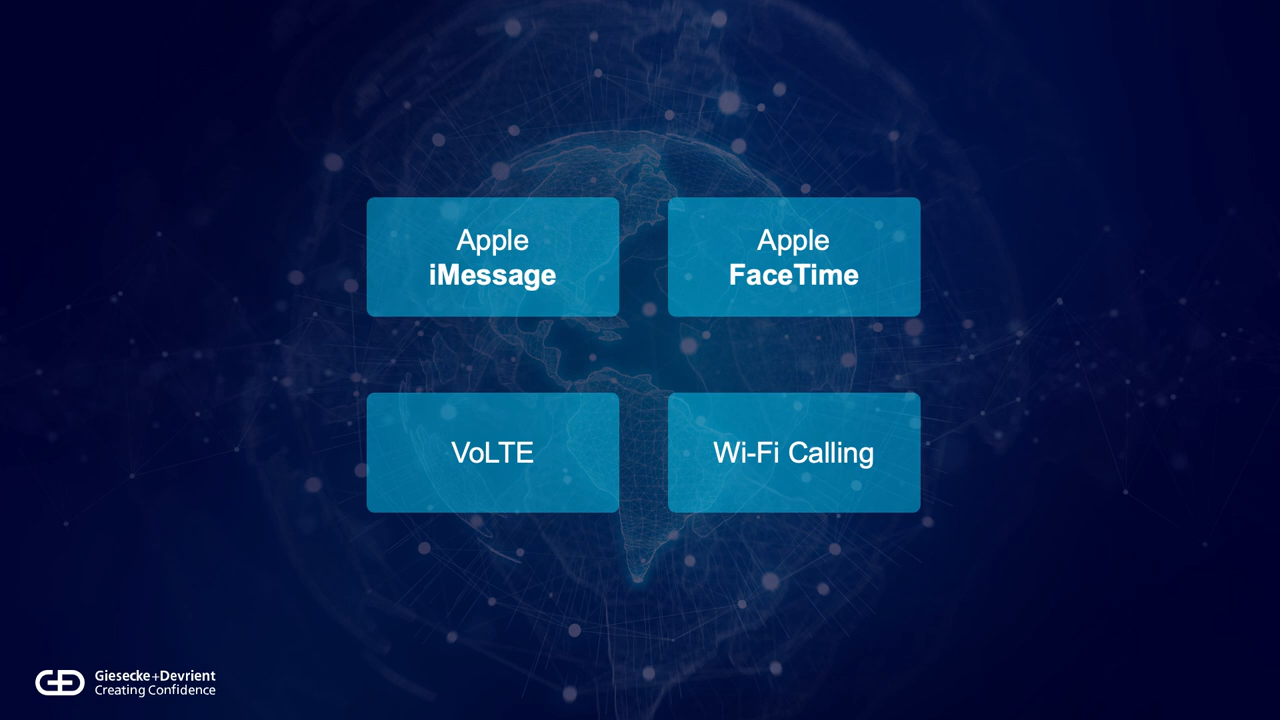 Apple
iMessage
Apple
FaceTime
VoLTE
Wi-Fi Calling
Giesecke+Devrient
Creating Confidence